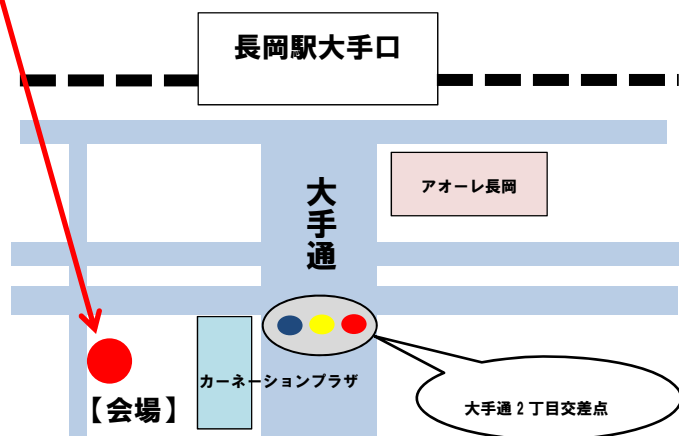 長岡駅大手口
アオーレ長岡
大手通
カーネーションプラザ
大手通2丁目交差点
【会場】